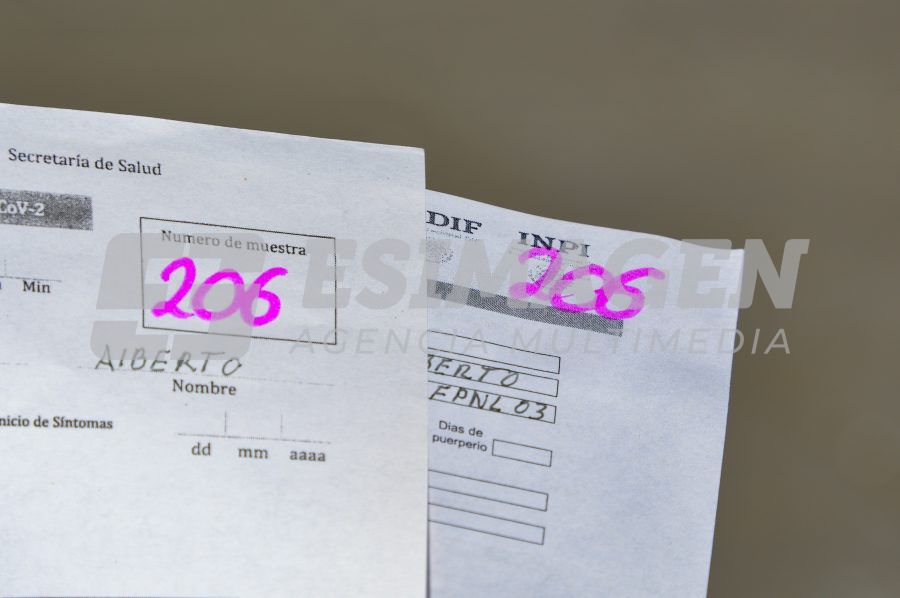 Secretaría de Salud
CoV-2
Min
Numero de muestra
206
ALBERTO
Nombre
nicio de Síntomas
dd mm aaaa
DIF INPI
206
BERTO
EPNL03
Dias de
puerperio
ESIMAGEN
AGENCIA MULTIMEDIA